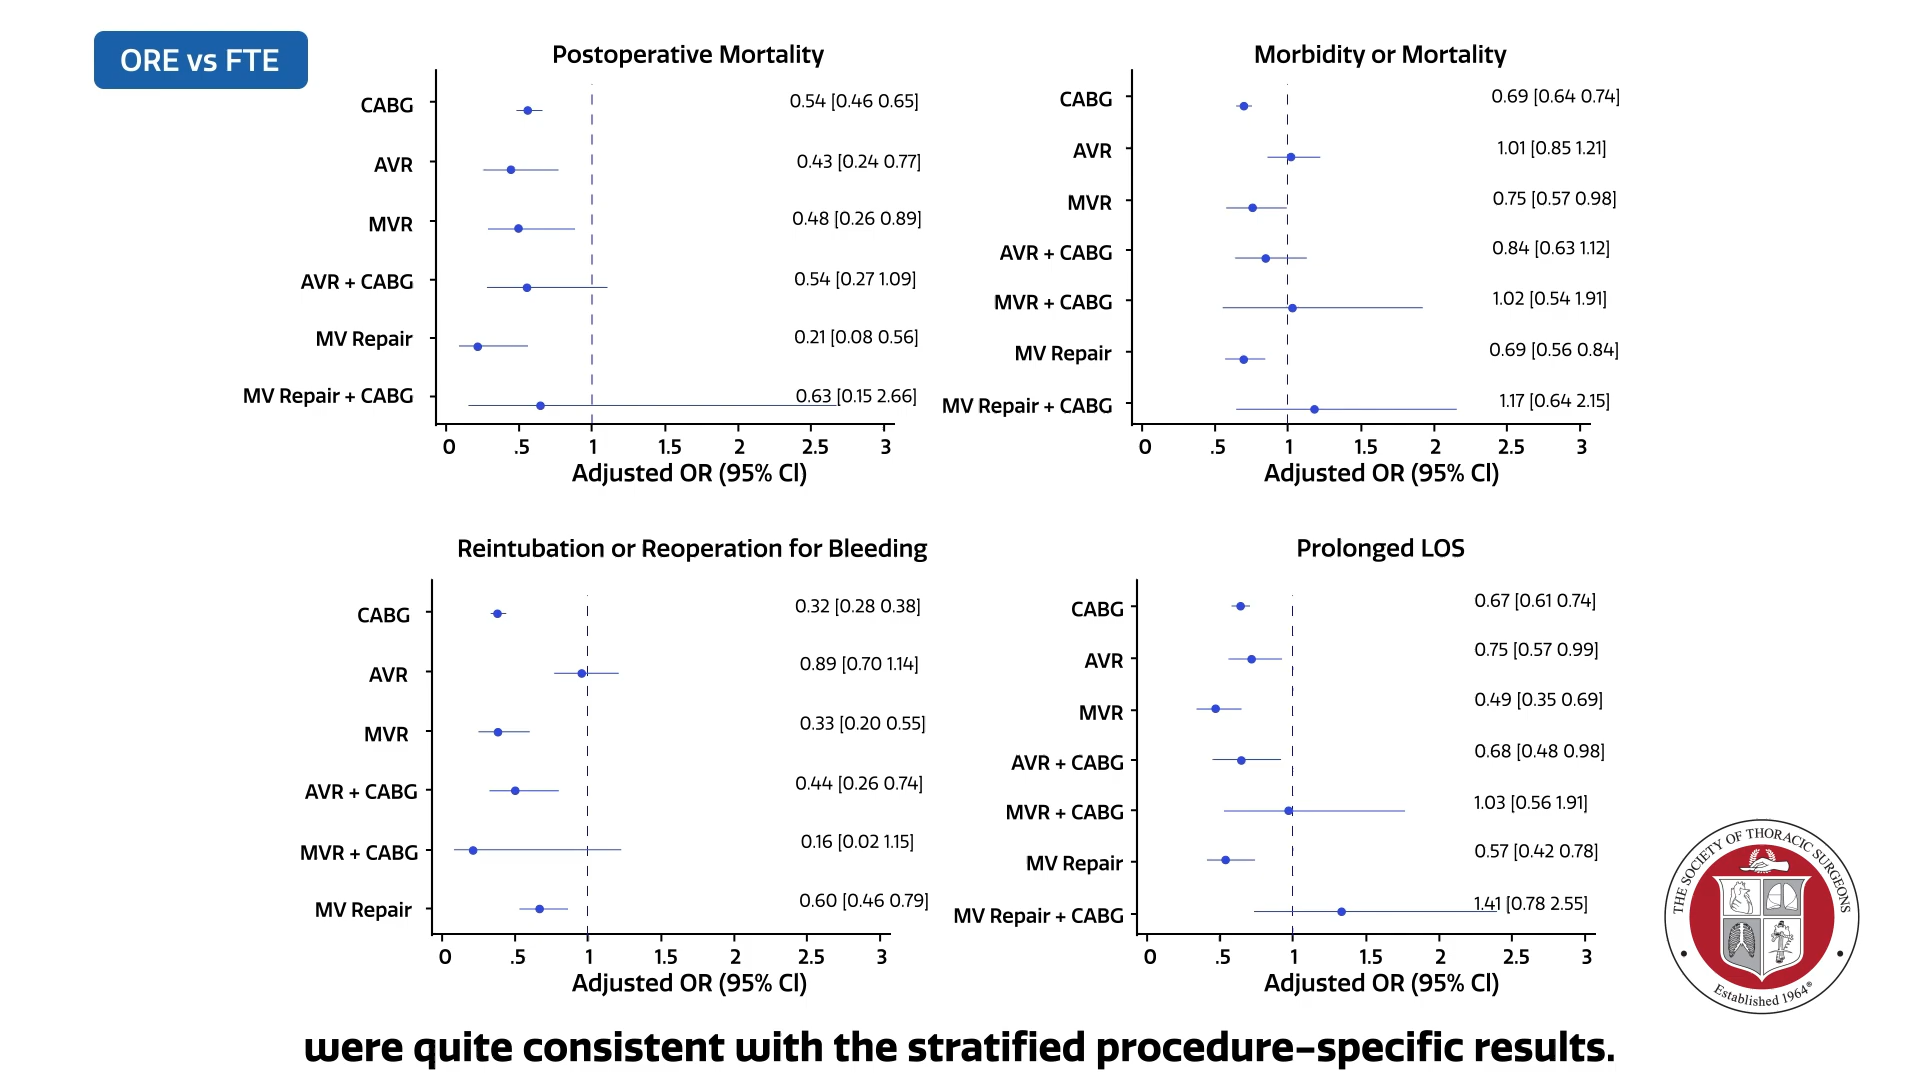 ORE vs FTE
Postoperative Mortality
CABG 0.54 [0.46 0.65]
AVR 0.43 [0.24 0.77]
MVR 0.48 [0.26 0.89]
AVR + CABG 0.54 [0.27 1.09]
MV Repair 0.21 [0.08 0.56]
MV Repair + CABG 0.63 [0.15 2.66]
0 .5 1 1.5 2 2.5 3
Adjusted OR (95% Cl)
Morbidity or Mortality
CABG 0.69 [0.64 0.74]
AVR 1.01 [0.85 1.21]
MVR 0.75 [0.57 0.98]
AVR + CABG 0.84 [0.63 1.12]
MVR + CABG 1.02 [0.54 1.91]
MV Repair 0.69 [0.56 0.84]
MV Repair + CABG 1.17 [0.64 2.15]
0 .5 1 1.5 2 2.5 3
Adjusted OR (95% Cl)
Reintubation or Reoperation for Bleeding
CABG 0.32 [0.28 0.38]
AVR 0.89 [0.70 1.14]
MVR 0.33 [0.20 0.55]
AVR + CABG 0.44 [0.26 0.74]
MVR + CABG 0.16 [0.02 1.15]
MV Repair 0.60 [0.46 0.79]
0 .5 1 1.5 2 2.5 3
Adjusted OR (95% Cl)
Prolonged LOS
CABG 0.67 [0.61 0.74]
AVR 0.75 [0.57 0.99]
MVR 0.49 [0.35 0.69]
AVR + CABG 0.68 [0.48 0.98]
MVR + CABG 1.03 [0.56 1.91]
MV Repair 0.57 [0.42 0.78]
MV Repair + CABG 1.41 [0.78 2.55]
0 .5 1 1.5 2 2.5 3
Adjusted OR (95% Cl)
THE SOCIETY OF THORACIC SURGEONS
Established 1964®
were quite consistent with the stratified procedure-specific results.